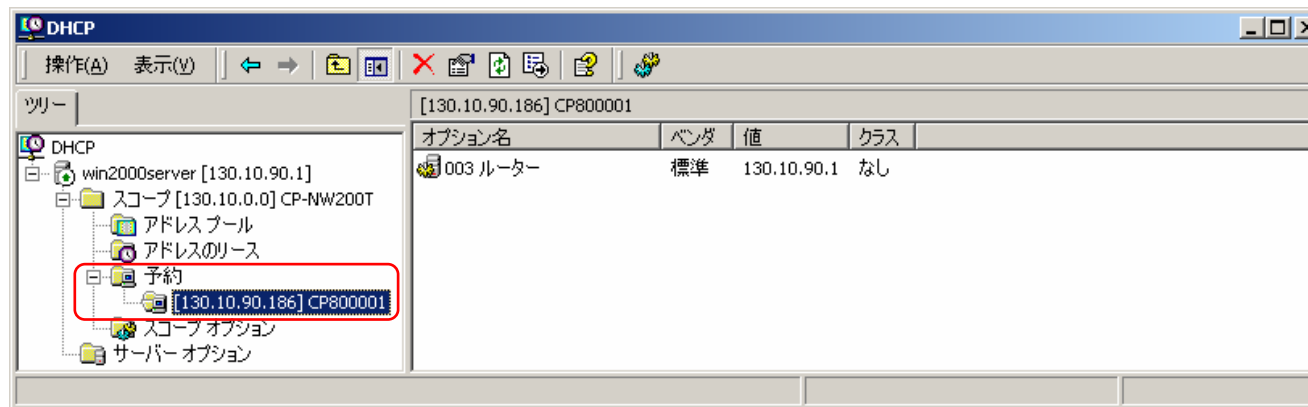 DHCP
操作(A) 表示(V)
ツリー
[130.10.90.186] CP800001
DHCP
win2000server [130.10.90.1]
スコープ [130.10.0.0] CP-NW200T
アドレス プール
アドレスのリース
予約
[130.10.90.186] CP800001
スコープ オプション
サーバー オプション
オプション名 ベンダ 値 クラス
003 ルーター 標準 130.10.90.1 なし